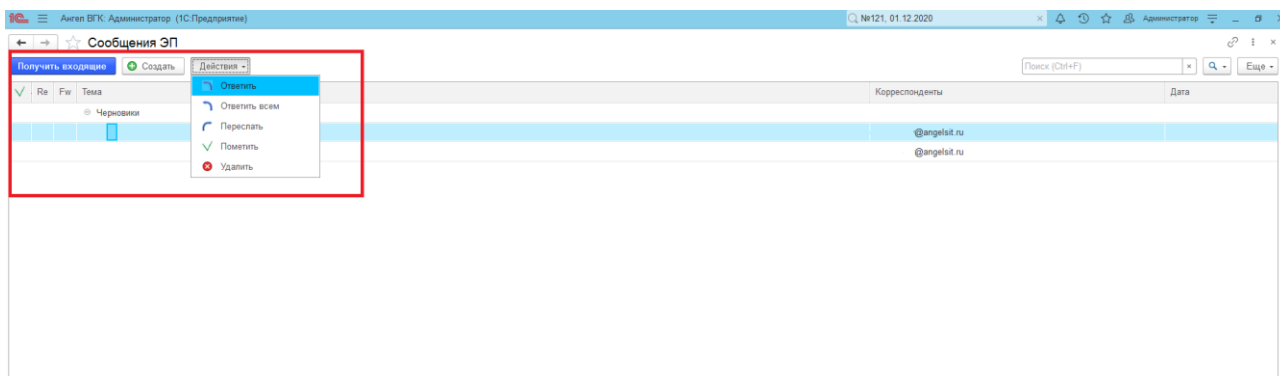 1С Ангел ВГК: Администратор (1С:Предприятие) №121, 01.12.2020 × Администратор
Сообщения ЭП
Получить входящие Создать Действия Поиск (Ctrl+F) × Еще
Re Fw Тема Корреспонденты Дата
Ответить
Ответить всем
Черновики
Переслать
@angelsit.ru
Пометить
@angelsit.ru
Удалить